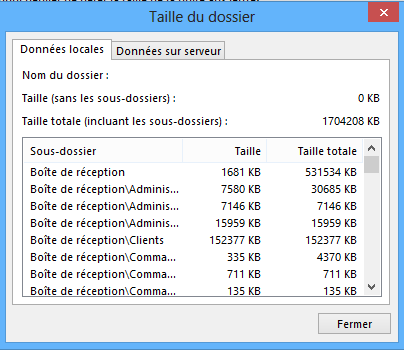 Taille du dossier
Données locales Données sur serveur
Nom du dossier :
Taille (sans les sous-dossiers) : 0 KB
Taille totale (incluant les sous-dossiers) : 1704208 KB
Sous-dossier Taille Taille totale
Boîte de réception 1681 KB 531534 KB
Boîte de réception\Adminis... 7580 KB 30685 KB
Boîte de réception\Adminis... 7146 KB 7146 KB
Boîte de réception\Adminis... 15959 KB 15959 KB
Boîte de réception\Clients 152377 KB 152377 KB
Boîte de réception\Comma... 335 KB 4370 KB
Boîte de réception\Comma... 711 KB 711 KB
Boîte de réception\Comma... 135 KB 135 KB
Fermer